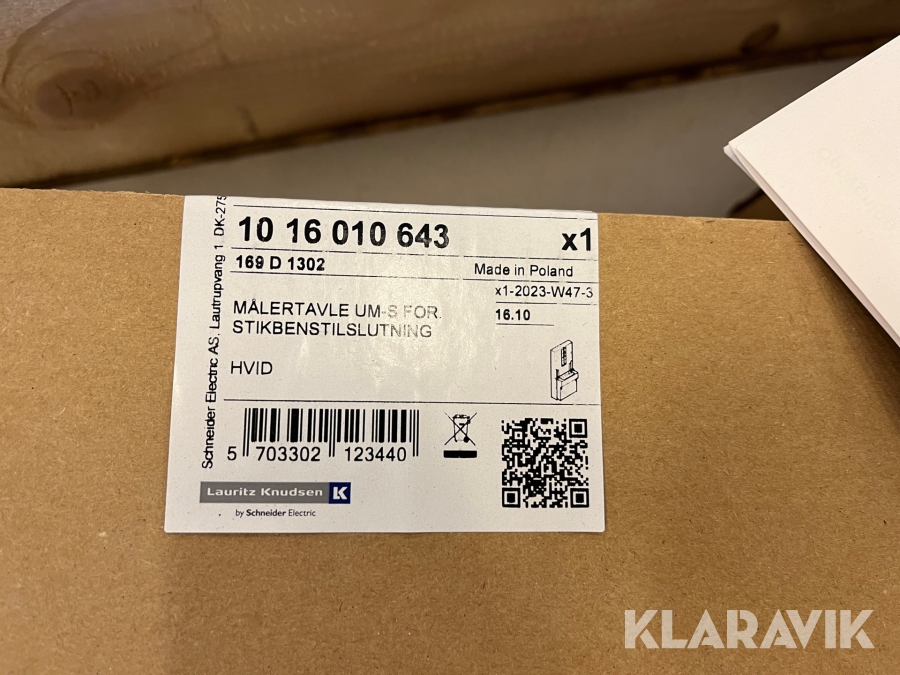 Schneider Electric AS, Lautrupvang 1 DK-275
10 16 010 643
x1
169 D 1302
Made in Poland
x1-2023-W47-3
MÅLERTAVLE UM-S FOR.
16.10
STIKBENSTILSLUTNING
HVID
5 703302 123440
Lauritz Knudsen K
by Schneider Electric
KLARAVIK